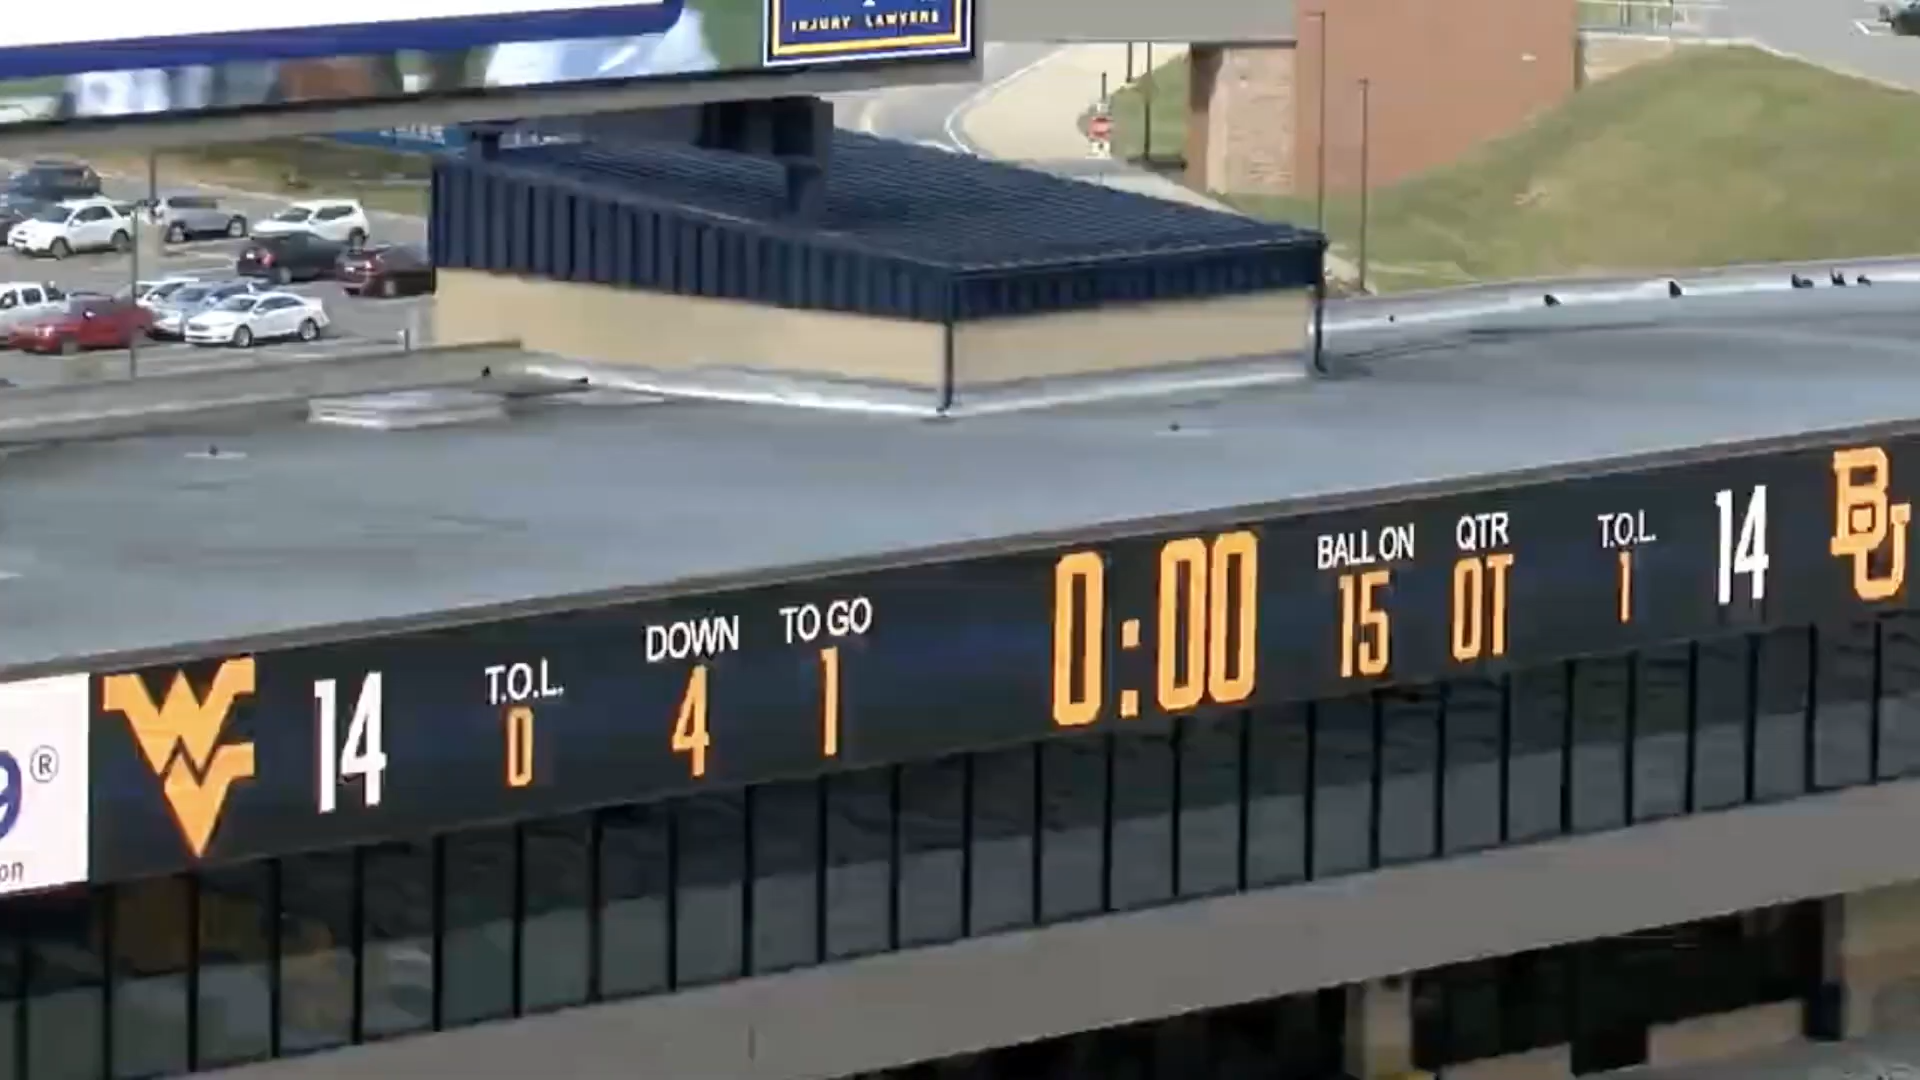 INJURY LAWYERS
DOWN TO GO BALL ON QTR T.O.L. 14 BU
WV 14 T.O.L. 0 4 1 0:00 15 OT 1
9®
on